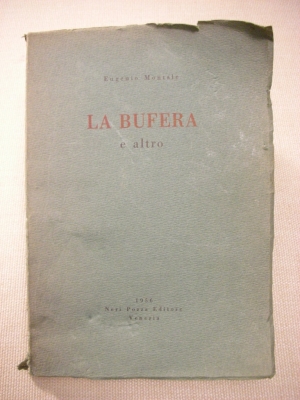 Eugenio Montale
LA BUFERA
e altro
1956
Neri Pozza Editore
Venezia